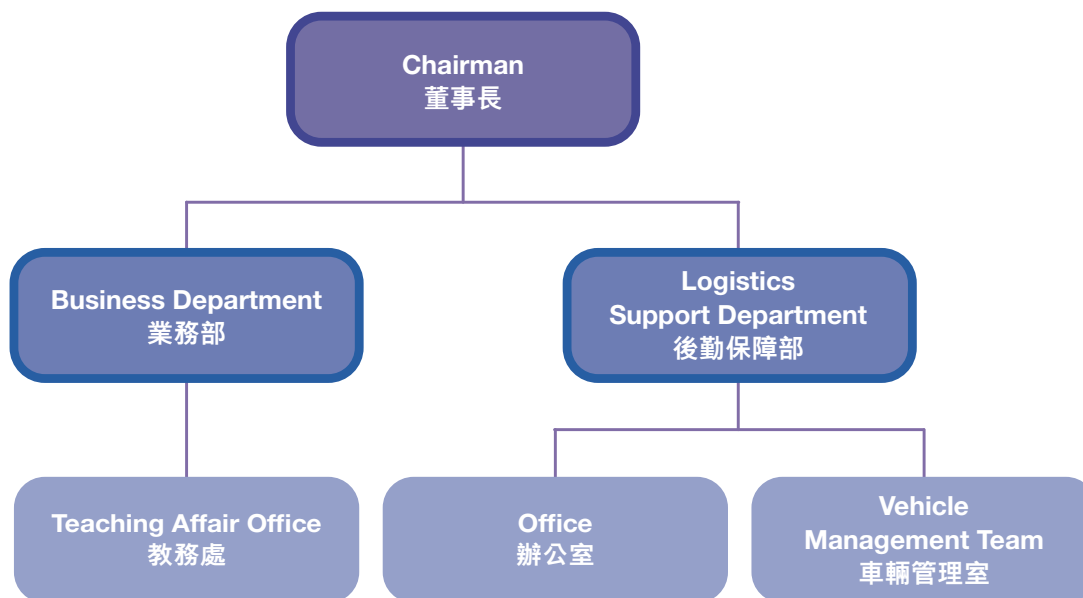 Chairman
董事長
Business Department
業務部
Logistics
Support Department
後勤保障部
Teaching Affair Office
教務處
Office
辦公室
Vehicle
Management Team
車輛管理室